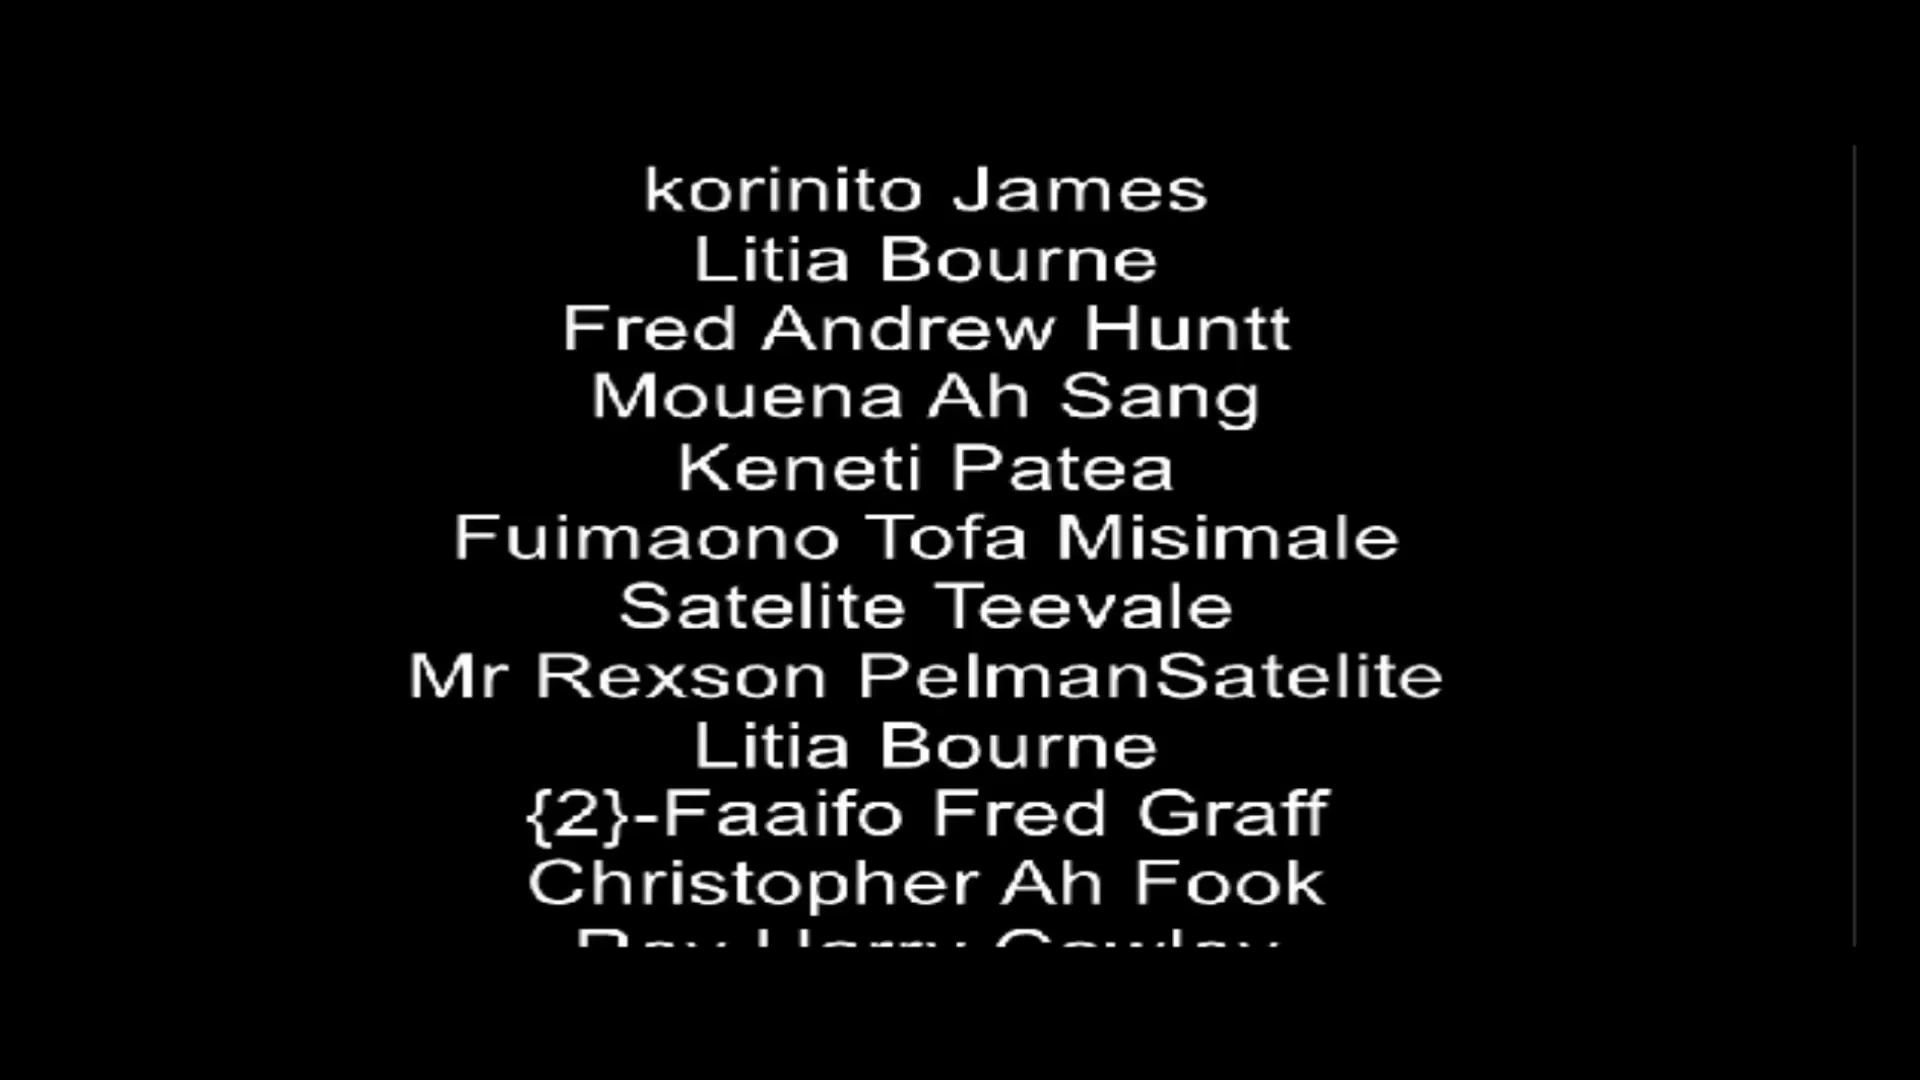 korinito James
Litia Bourne
Fred Andrew Huntt
Mouena Ah Sang
Keneti Patea
Fuimaono Tofa Misimale
Satelite Teevale
Mr Rexson PelmanSatelite
Litia Bourne
{2}-Faaifo Fred Graff
Christopher Ah Fook